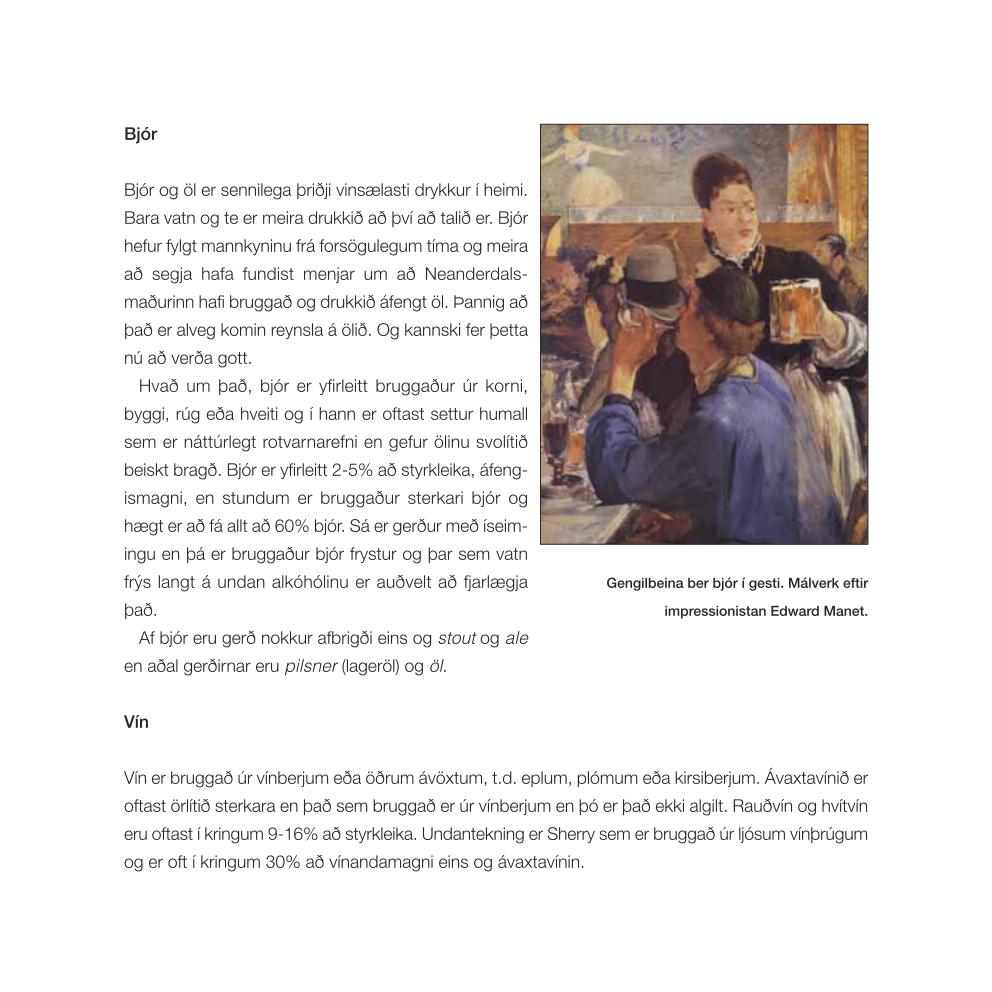 Bjór
Bjór og öl er sennilega þriðji vinsælasti drykkur í heimi.
Bara vatn og te er meira drukkið að því að talið er. Bjór
hefur fylgt mannkyninu frá forsögulegum tíma og meira
að segja hafa fundist menjar um að Neanderdals-
maðurinn hafi bruggað og drukkið áfengt öl. Þannig að
það er alveg komin reynsla á ölið. Og kannski fer þetta
nú að verða gott.
Hvað um það, bjór er yfirleitt bruggaður úr korni,
byggi, rúg eða hveiti og í hann er oftast settur humall
sem er náttúrlegt rotvarnarefni en gefur ölinu svolítið
beiskt bragð. Bjór er yfirleitt 2-5% að styrkleika, áfeng-
ismagni, en stundum er bruggaður sterkari bjór og
hægt er að fá allt að 60% bjór. Sá er gerður með íseim-
ingu en þá er bruggaður bjór frystur og þar sem vatn
frýs langt á undan alkóhólinu er auðvelt að fjarlægja
það.
Af bjór eru gerð nokkur afbrigði eins og stout og ale
en aðal gerðirnar eru pilsner (lageröl) og öl.
Gengilbeina ber bjór í gesti. Málverk eftir
impressionistan Edward Manet.
Vín
Vín er bruggað úr vínberjum eða öðrum ávöxtum, t.d. eplum, plómum eða kirsiberjum. Ávaxtavínið er
oftast örlítið sterkara en það sem bruggað er úr vínberjum en þó er það ekki algilt. Rauðvín og hvítvín
eru oftast í kringum 9-16% að styrkleika. Undantekning er Sherry sem er bruggað úr ljósum vínþrúgum
og er oft í kringum 30% að vínandamagni eins og ávaxtavínin.